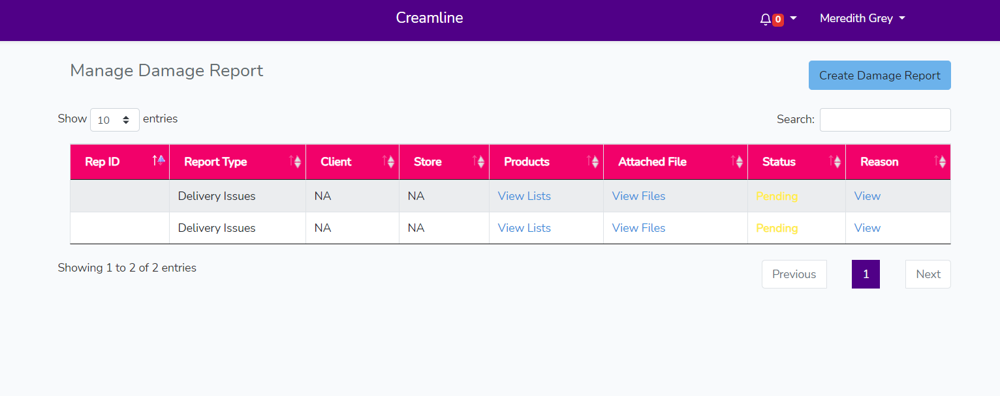 Creamline
0
Meredith Grey
Manage Damage Report
Create Damage Report
Show 10 entries
Search:
Rep ID Report Type Client Store Products Attached File Status Reason
Delivery Issues NA NA View Lists View Files Pending View
Delivery Issues NA NA View Lists View Files Pending View
Showing 1 to 2 of 2 entries
Previous 1 Next